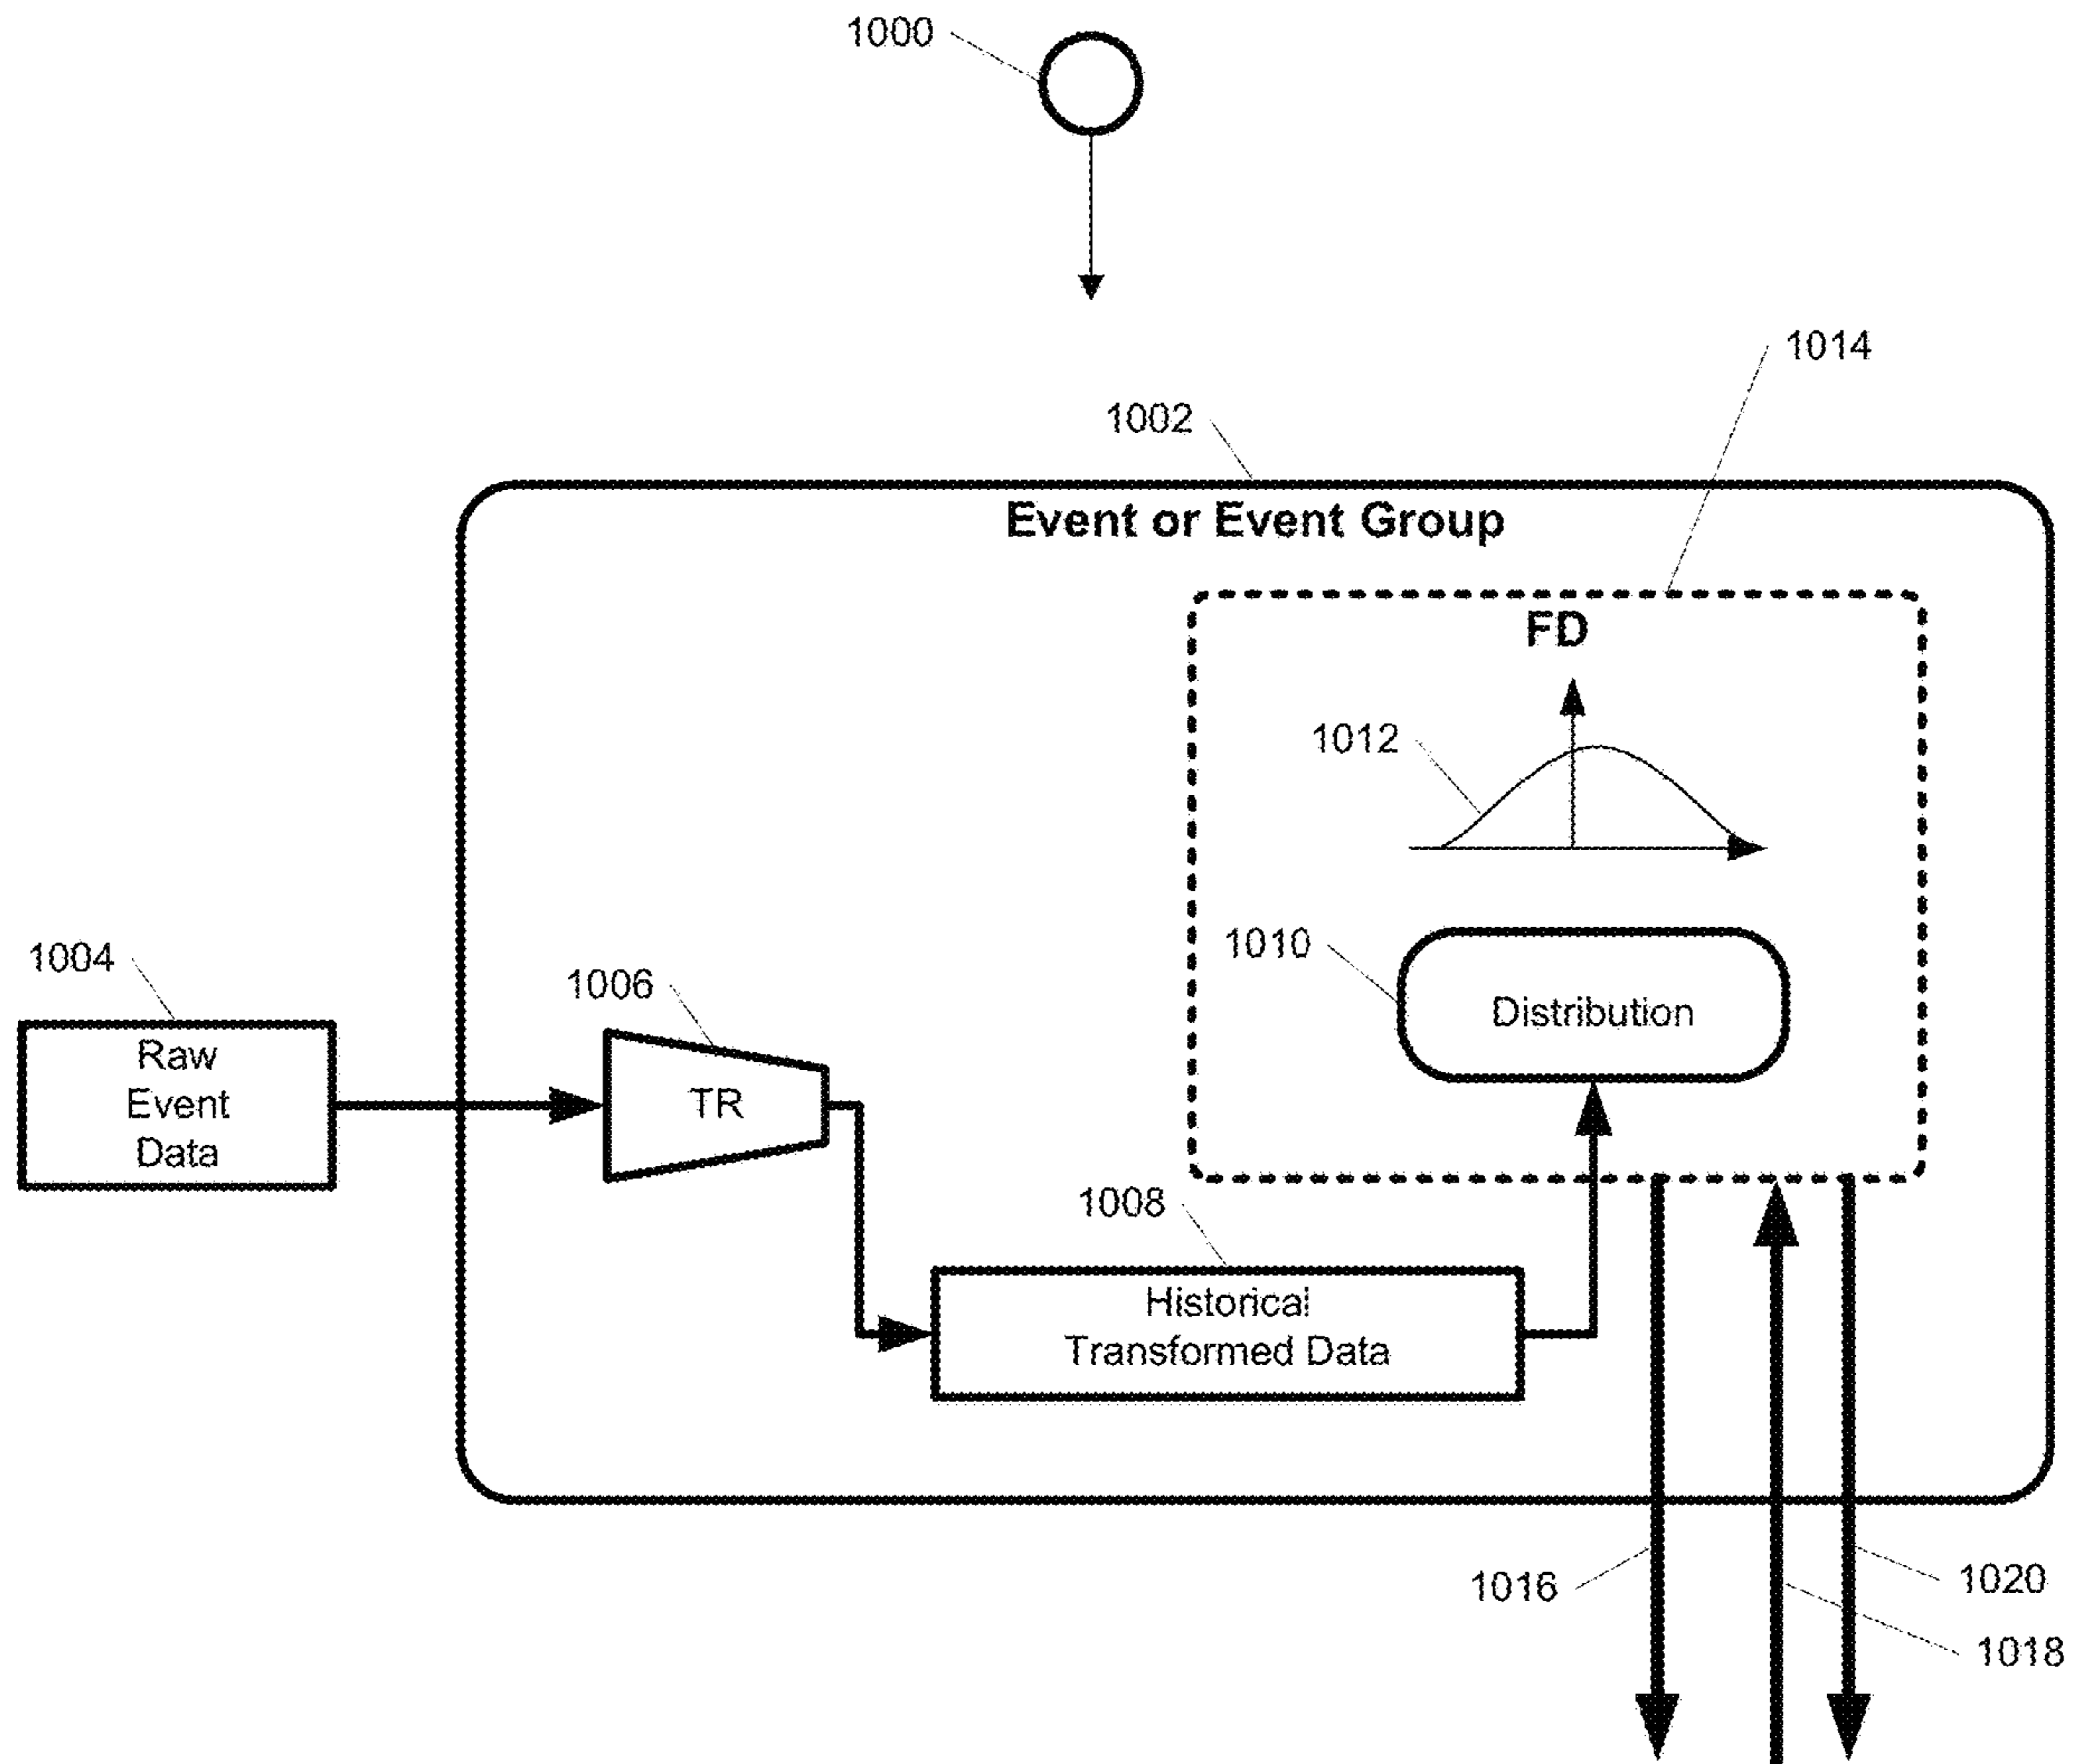 1000
1014
1002
Event or Event Group
FD
1012
1010
Distribution
1004
Raw
Event
Data
1006
TR
1008
Historical
Transformed Data
1016
1020
1018